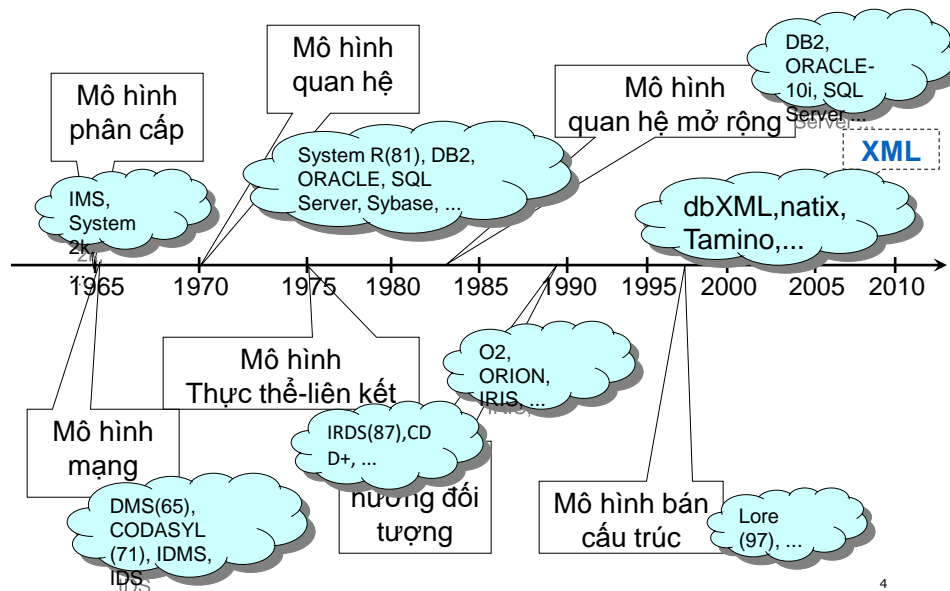 Mô hình
phân cấp
IMS,
System
2k,
...
Mô hình
quan hệ
System R(81), DB2,
ORACLE, SQL
Server, Sybase, ...
Mô hình
quan hệ mở rộng
DB2,
ORACLE-
10i, SQL
Server ...
XML
dbXML,natix,
Tamino,...
1965 1970 1975 1980 1985 1990 1995 2000 2005 2010
Mô hình
mạng
DMS(65),
CODASYL
(71), IDMS,
IDS
Mô hình
Thực thể-liên kết
IRDS(87),CD
D+, ...
hướng đối
tượng
O2,
ORION,
IRIS, ...
Mô hình bán
cấu trúc
Lore
(97), ...
4